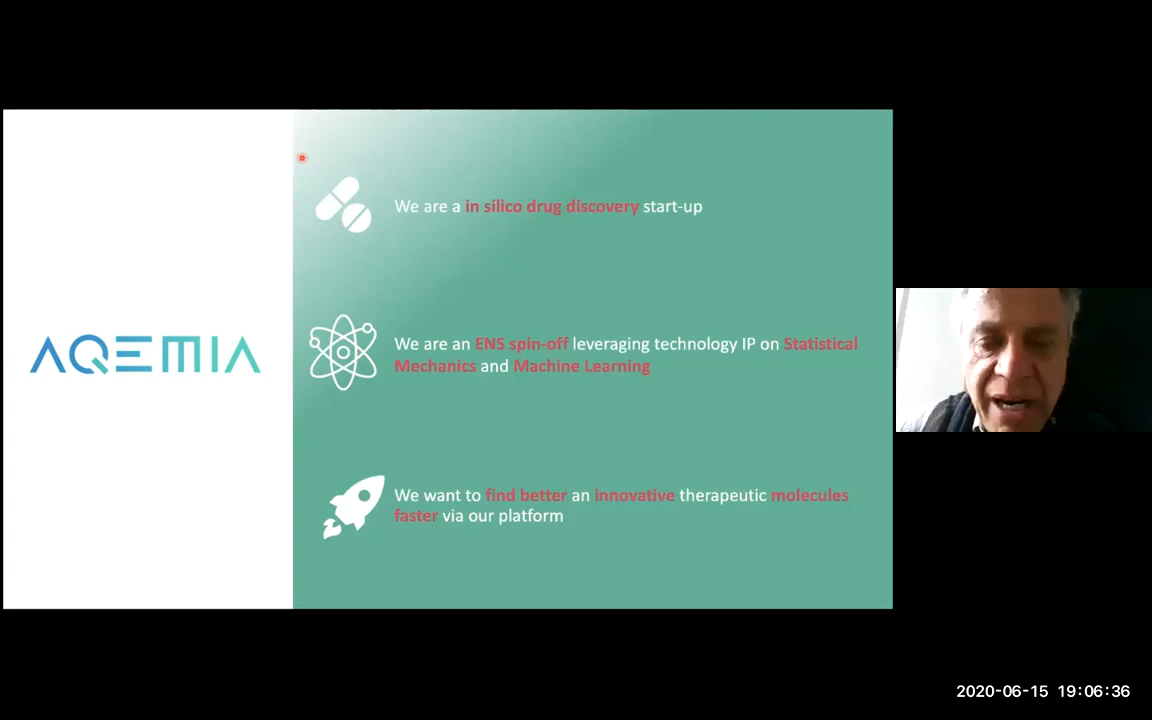 AQEMIA
We are a in silico drug discovery start-up
We are an ENS spin-off leveraging technology IP on Statistical
Mechanics and Machine Learning
We want to find better an innovative therapeutic molecules
faster via our platform
2020-06-15 19:06:36